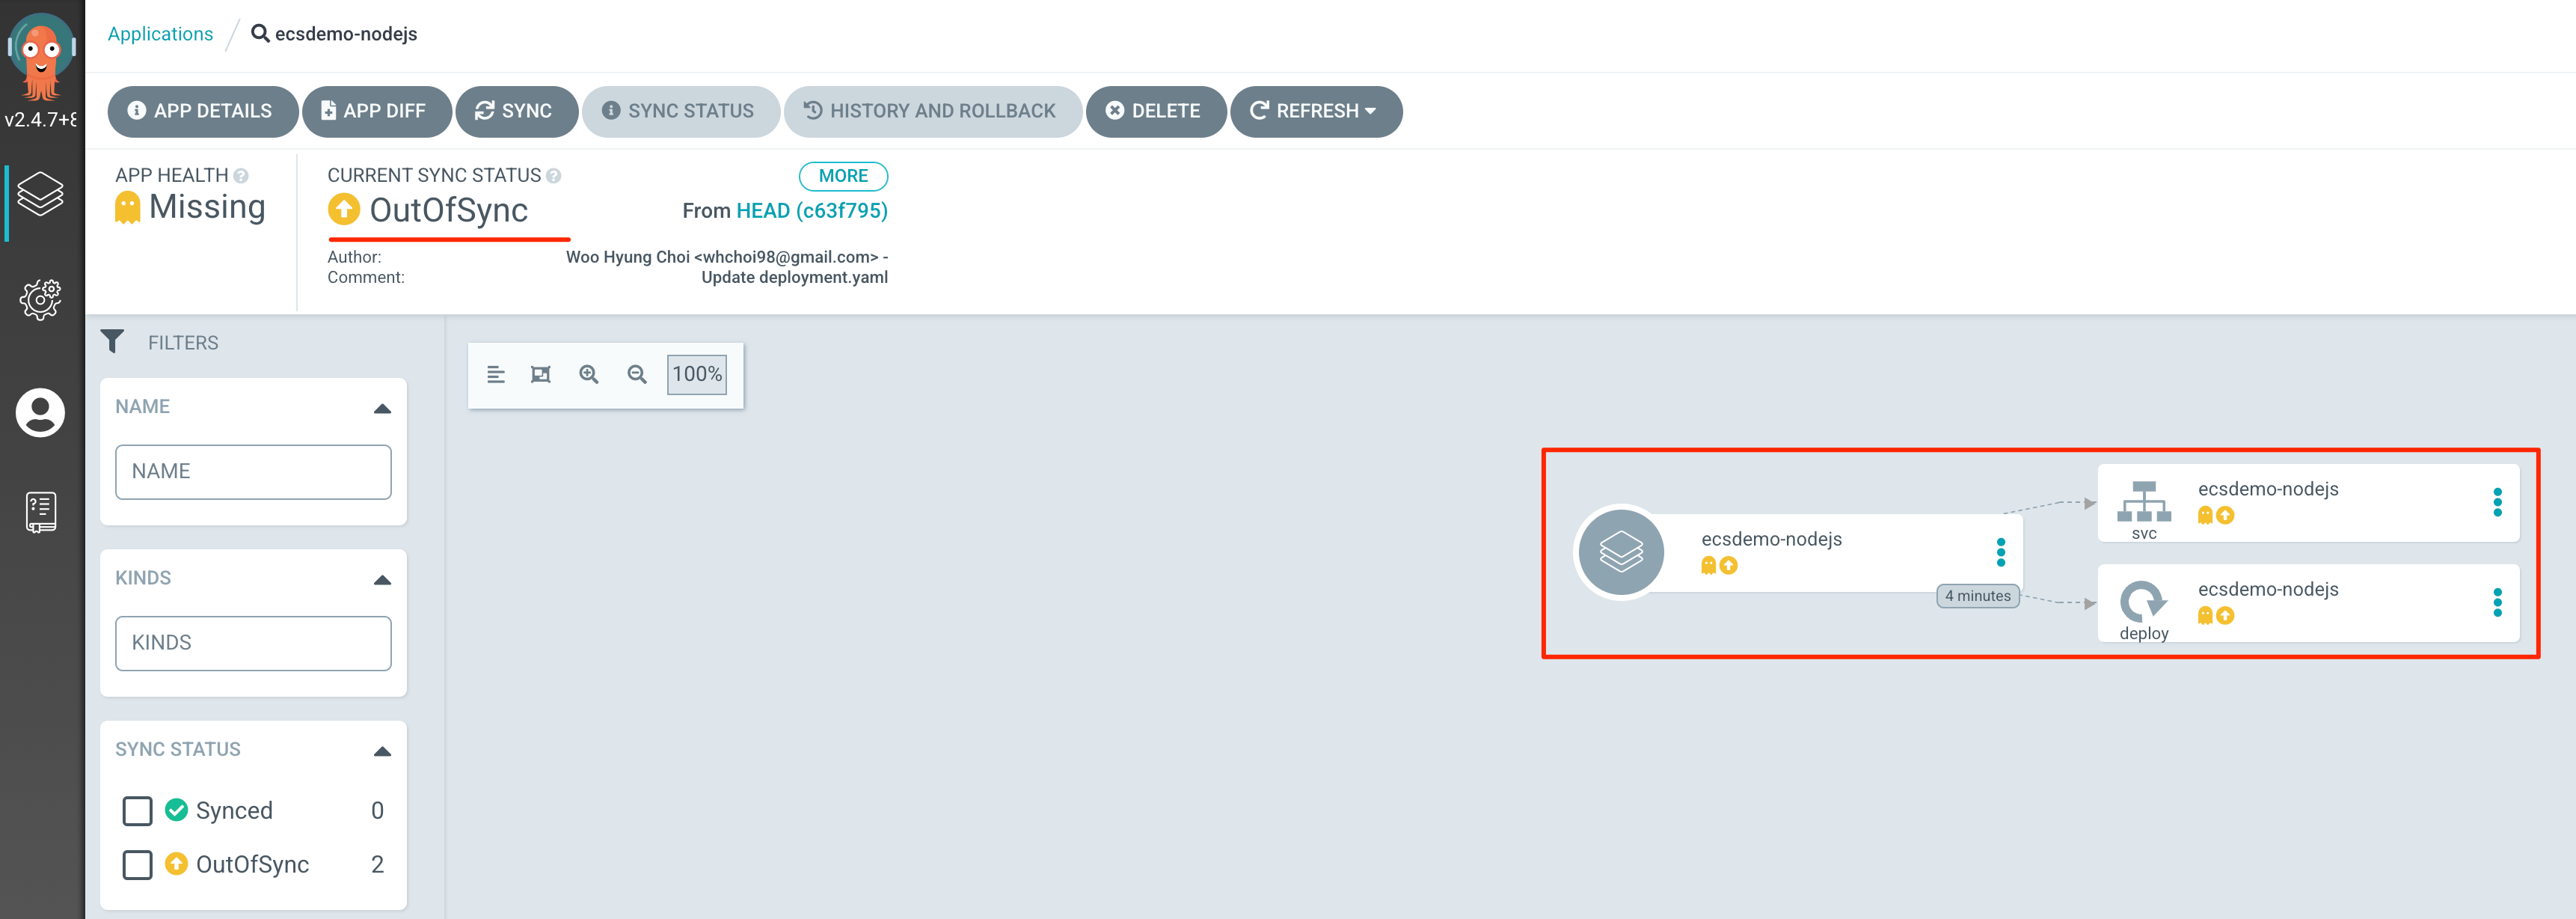 Applications / ecsdemo-nodejs
v2.4.7+8
APP DETAILS APP DIFF SYNC SYNC STATUS HISTORY AND ROLLBACK DELETE REFRESH
APP HEALTH
Missing
CURRENT SYNC STATUS
MORE
OutOfSync
From HEAD (c63f795)
Author: Woo Hyung Choi <whchoi98@gmail.com> -
Comment: Update deployment.yaml
FILTERS
NAME
NAME
KINDS
KINDS
SYNC STATUS
Synced 0
OutOfSync 2
100%
ecsdemo-nodejs
4 minutes
ecsdemo-nodejs
svc
ecsdemo-nodejs
deploy